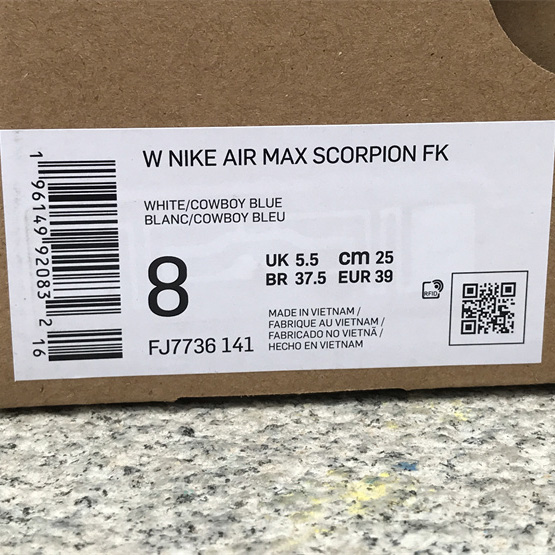 W NIKE AIR MAX SCORPION FK
WHITE/COWBOY BLUE
BLANC/COWBOY BLEU
8
UK 5.5 cm 25
BR 37.5 EUR 39
FJ7736 141
MADE IN VIETNAM /
FABRIQUE AU VIETNAM /
FABRICADO NO VIETNÃ /
HECHO EN VIETNAM
RFID
1 96149 92083 2 16